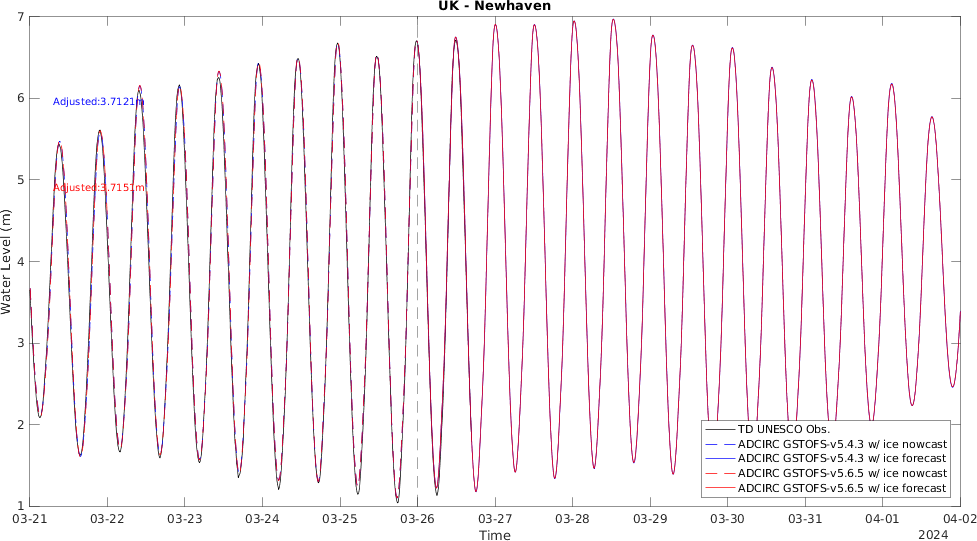 UK - Newhaven
7
6
5
4
3
2
1
Water Level (m)
Adjusted:3.7121m
Adjusted:3.7151m
TD UNESCO Obs.
ADCIRC GSTOFS-v5.4.3 w/ ice nowcast
ADCIRC GSTOFS-v5.4.3 w/ ice forecast
ADCIRC GSTOFS-v5.6.5 w/ ice nowcast
ADCIRC GSTOFS-v5.6.5 w/ ice forecast
03-21 03-22 03-23 03-24 03-25 03-26 03-27 03-28 03-29 03-30 03-31 04-01 04-02
Time
2024